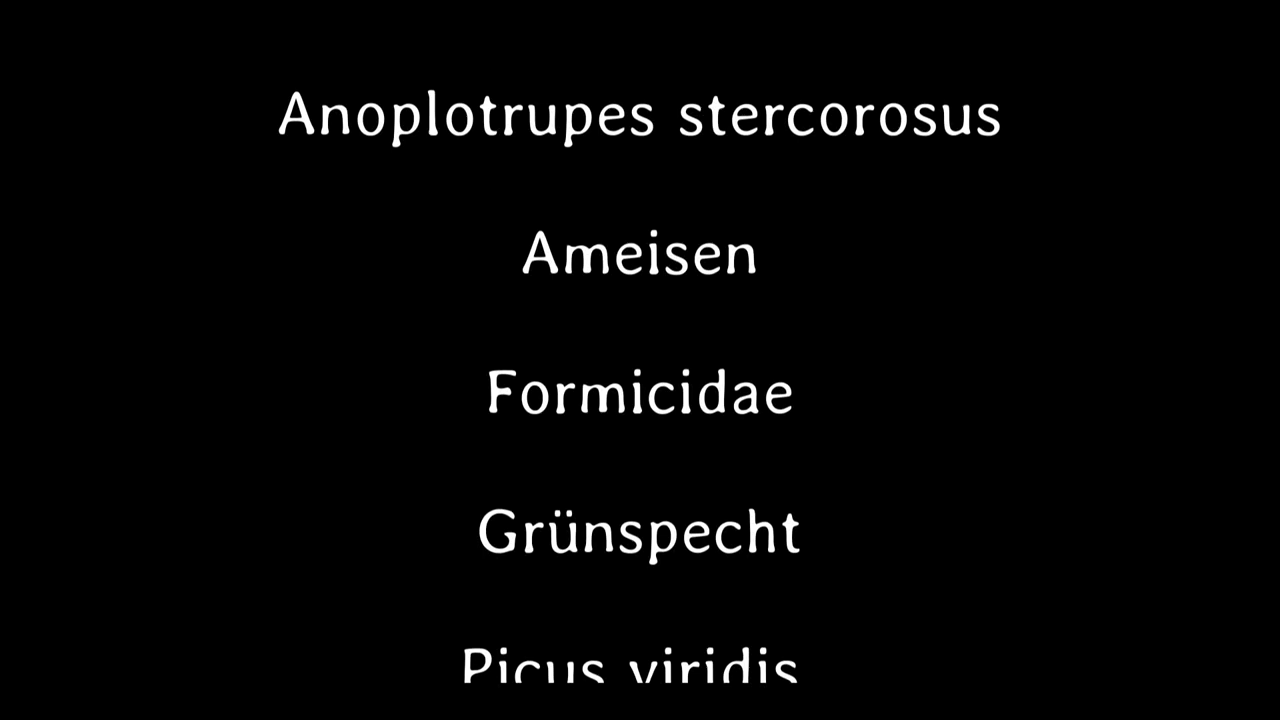 Anoplotrupes stercorosus
Ameisen
Formicidae
Grünspecht
Picus viridis